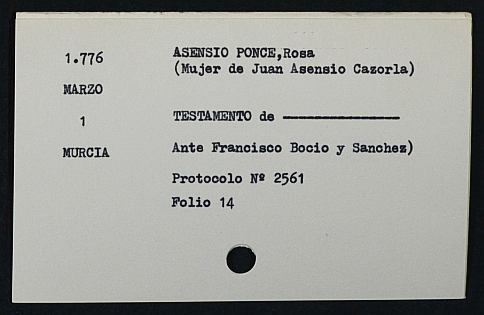 1.776
MARZO
1
MURCIA
ASENSIO PONCE,Rosa
(Mujer de Juan Asensio Cazorla)
TESTAMENTO de ----------------
Ante Francisco Bocio y Sanchez)
Protocolo Nº 2561
Folio 14